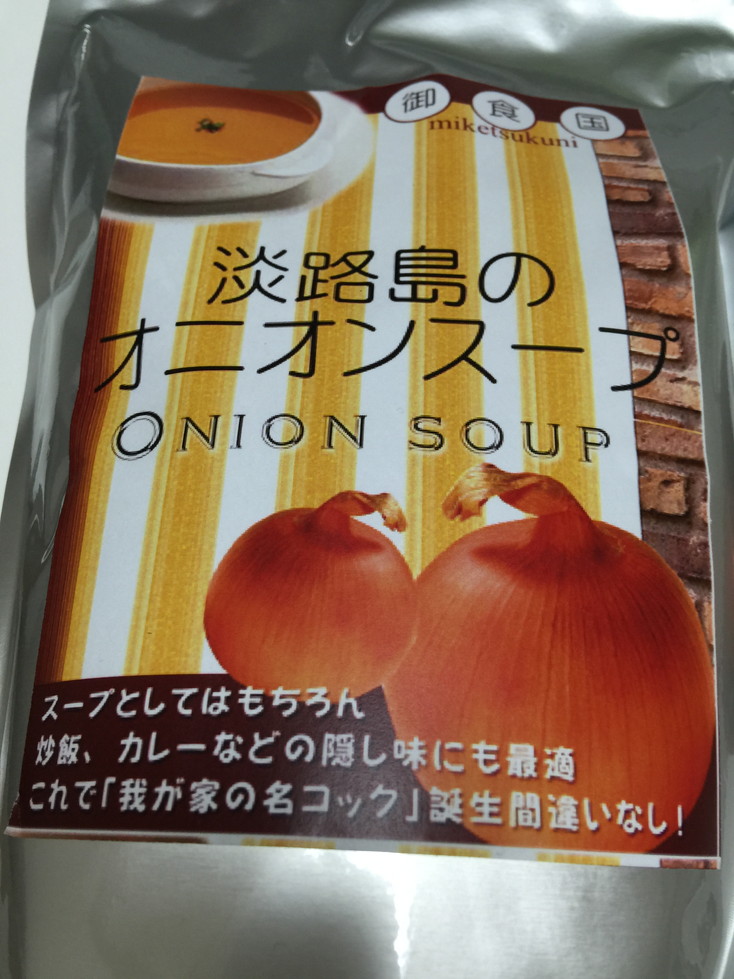 御食国
miketsukuni
淡路島の
オニオンスープ
ONION SOUP
スープとしてはもちろん
炒飯、カレーなどの隠し味にも最適
これで「我が家の名コック」誕生間違いなし!